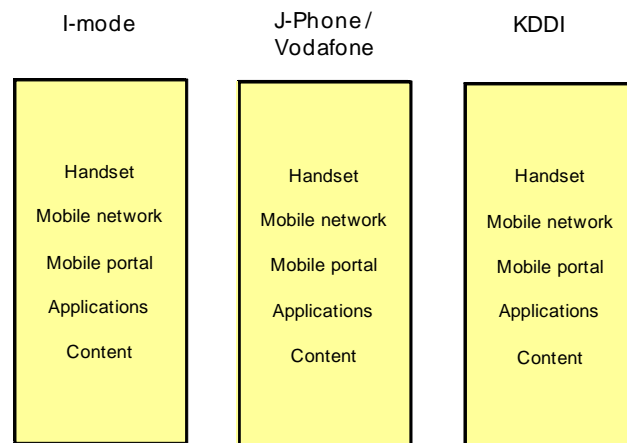 I-mode
J-Phone /
Vodafone
KDDI
Handset
Mobile network
Mobile portal
Applications
Content
Handset
Mobile network
Mobile portal
Applications
Content
Handset
Mobile network
Mobile portal
Applications
Content